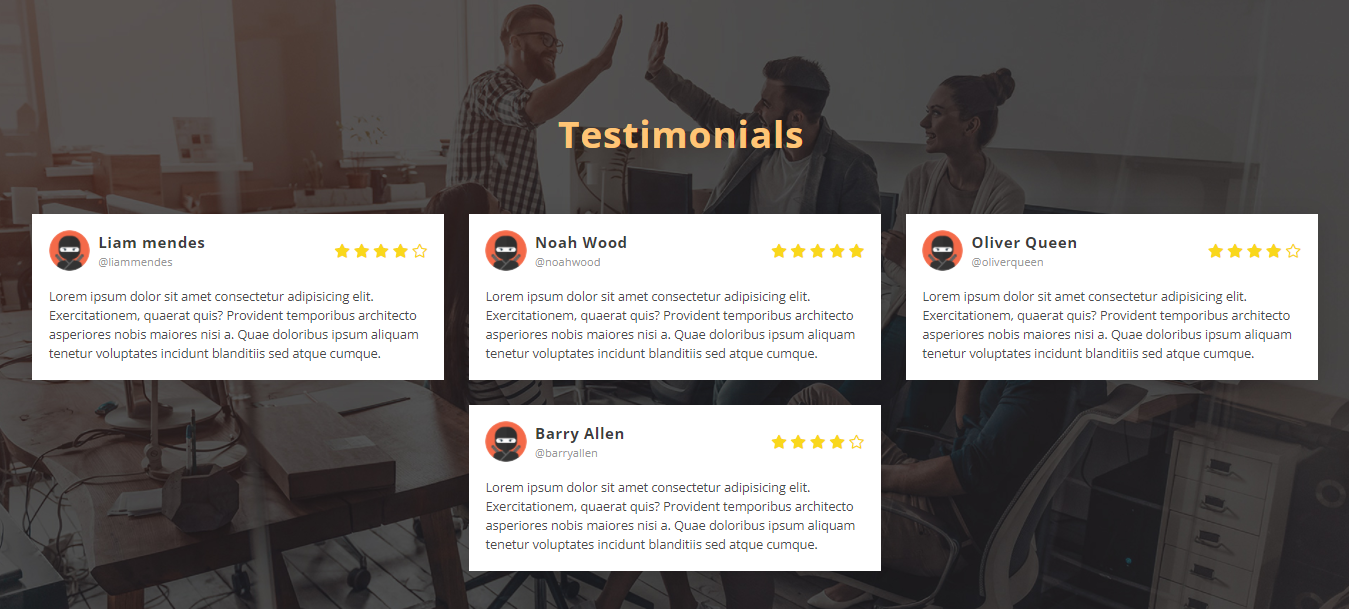 Testimonials
Liam mendes
@liammendes
Lorem ipsum dolor sit amet consectetur adipisicing elit.
Exercitationem, quaerat quis? Provident temporibus architecto
asperiores nobis maiores nisi a. Quae doloribus ipsum aliquam
tenetur voluptates incidunt blanditiis sed atque cumque.
Noah Wood
@noahwood
Lorem ipsum dolor sit amet consectetur adipisicing elit.
Exercitationem, quaerat quis? Provident temporibus architecto
asperiores nobis maiores nisi a. Quae doloribus ipsum aliquam
tenetur voluptates incidunt blanditiis sed atque cumque.
Oliver Queen
@oliverqueen
Lorem ipsum dolor sit amet consectetur adipisicing elit.
Exercitationem, quaerat quis? Provident temporibus architecto
asperiores nobis maiores nisi a. Quae doloribus ipsum aliquam
tenetur voluptates incidunt blanditiis sed atque cumque.
Barry Allen
@barryallen
Lorem ipsum dolor sit amet consectetur adipisicing elit.
Exercitationem, quaerat quis? Provident temporibus architecto
asperiores nobis maiores nisi a. Quae doloribus ipsum aliquam
tenetur voluptates incidunt blanditiis sed atque cumque.